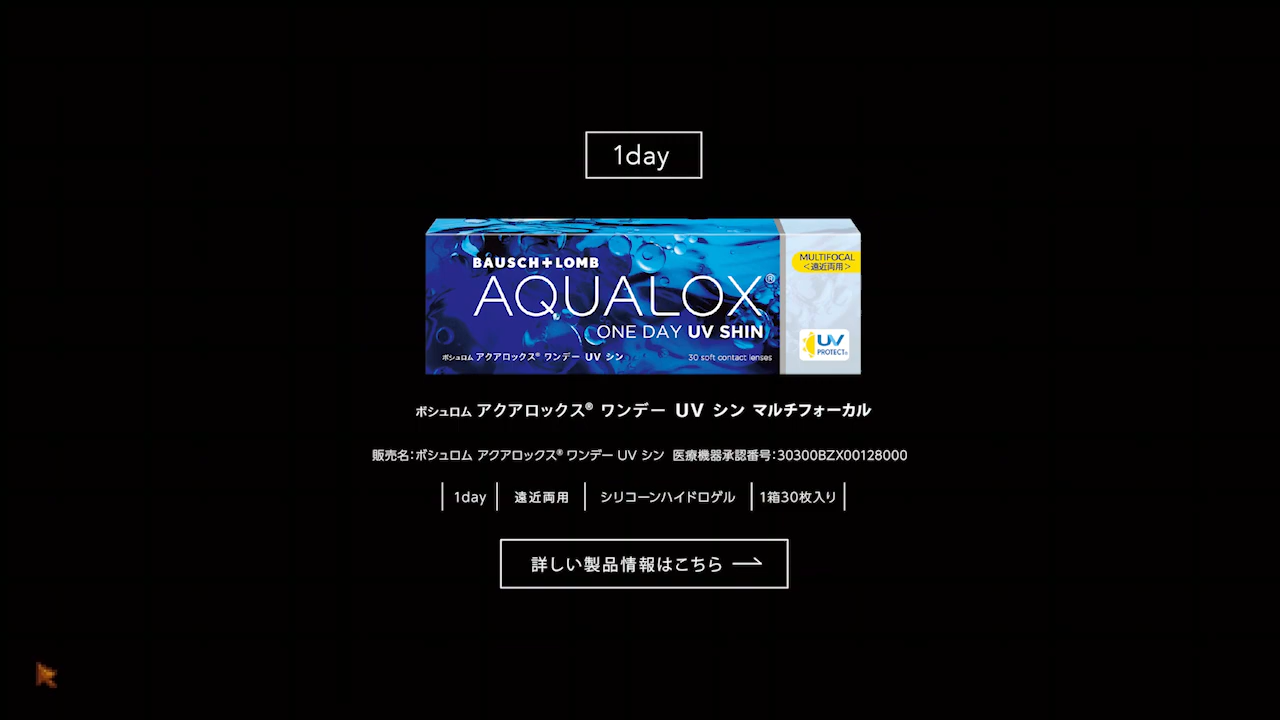 1day
BAUSCH+LOMB
AQUALOX®
ONE DAY UV SHIN
ボシュロム アクアロックス® ワンデー UV シン
30 soft contact lenses
MULTIFOCAL
<遠近両用>
UV
PROTECT
ボシュロム アクアロックス® ワンデー UV シン マルチフォーカル
販売名:ボシュロム アクアロックス® ワンデー UV シン 医療機器承認番号:30300BZX00128000
1day 遠近両用 シリコーンハイドロゲル 1箱30枚入り
詳しい製品情報はこちら